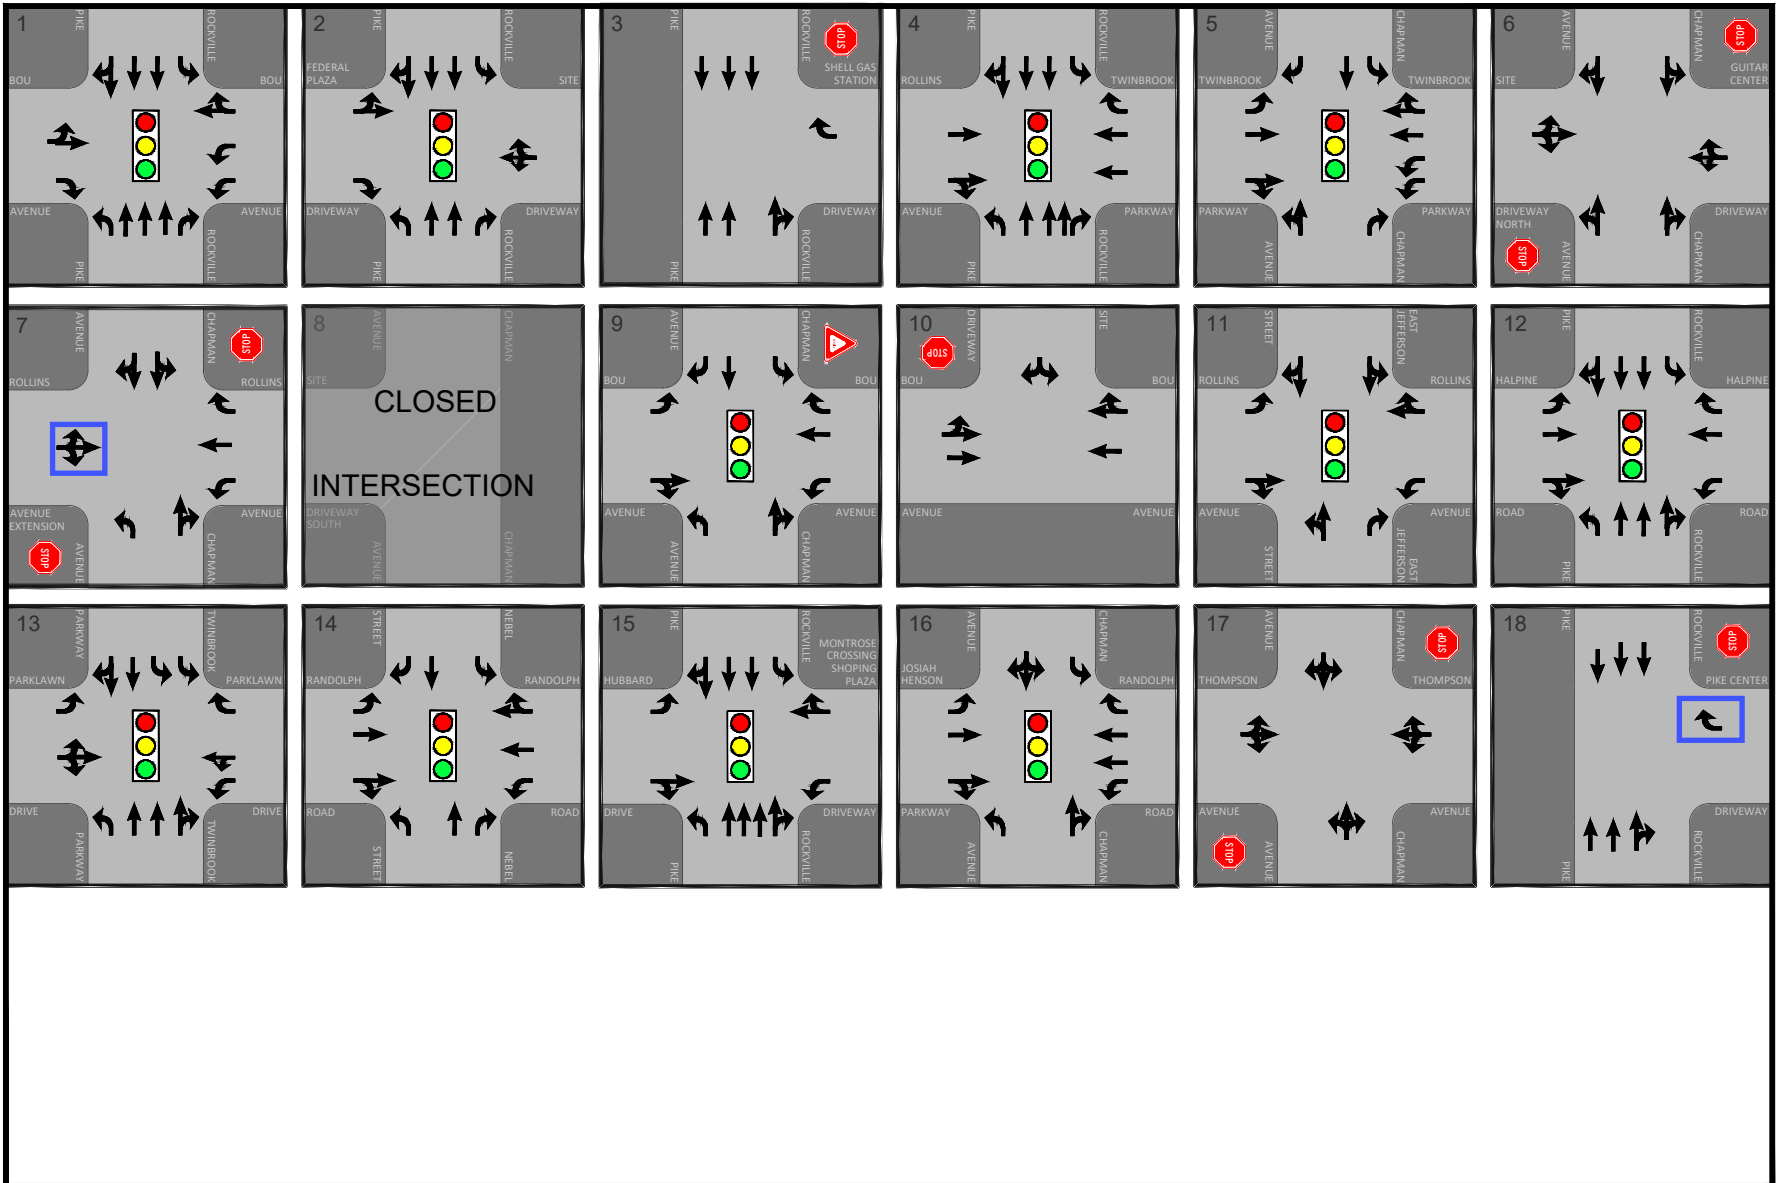 1
PIKE
ROCKVILLE
BOU
BOU
AVENUE
AVENUE
PIKE
ROCKVILLE
2
PIKE
ROCKVILLE
FEDERAL
PLAZA
SITE
DRIVEWAY
DRIVEWAY
PIKE
ROCKVILLE
3
PIKE
ROCKVILLE
STOP
SHELL GAS
STATION
DRIVEWAY
PIKE
ROCKVILLE
4
PIKE
ROCKVILLE
ROLLINS
TWINBROOK
AVENUE
PARKWAY
PIKE
ROCKVILLE
5
AVENUE
CHAPMAN
TWINBROOK
TWINBROOK
PARKWAY
PARKWAY
AVENUE
CHAPMAN
6
AVENUE
CHAPMAN
STOP
SITE
GUITAR
CENTER
DRIVEWAY
NORTH
DRIVEWAY
STOP
AVENUE
CHAPMAN
7
AVENUE
CHAPMAN
STOP
ROLLINS
ROLLINS
AVENUE
EXTENSION
AVENUE
STOP
AVENUE
CHAPMAN
8
AVENUE
CHAPMAN
SITE
CLOSED
INTERSECTION
DRIVEWAY
SOUTH
AVENUE
CHAPMAN
9
AVENUE
CHAPMAN
BOU
BOU
AVENUE
AVENUE
AVENUE
CHAPMAN
10
DRIVEWAY
SITE
STOP
BOU
BOU
AVENUE
AVENUE
11
STREET
EAST
JEFFERSON
ROLLINS
ROLLINS
AVENUE
AVENUE
STREET
EAST
JEFFERSON
12
PIKE
ROCKVILLE
HALPINE
HALPINE
ROAD
ROAD
PIKE
ROCKVILLE
13
PARKWAY
TWINBROOK
PARKLAWN
PARKLAWN
DRIVE
DRIVE
PARKWAY
TWINBROOK
14
STREET
NEBEL
RANDOLPH
RANDOLPH
ROAD
ROAD
STREET
NEBEL
15
PIKE
ROCKVILLE
MONTROSE
CROSSING
SHOPING
PLAZA
HUBBARD
DRIVE
DRIVEWAY
PIKE
ROCKVILLE
16
AVENUE
CHAPMAN
JOSIAH
HENSON
RANDOLPH
PARKWAY
ROAD
AVENUE
CHAPMAN
17
AVENUE
CHAPMAN
STOP
THOMPSON
THOMPSON
AVENUE
AVENUE
STOP
AVENUE
CHAPMAN
18
PIKE
ROCKVILLE
STOP
PIKE CENTER
DRIVEWAY
PIKE
ROCKVILLE